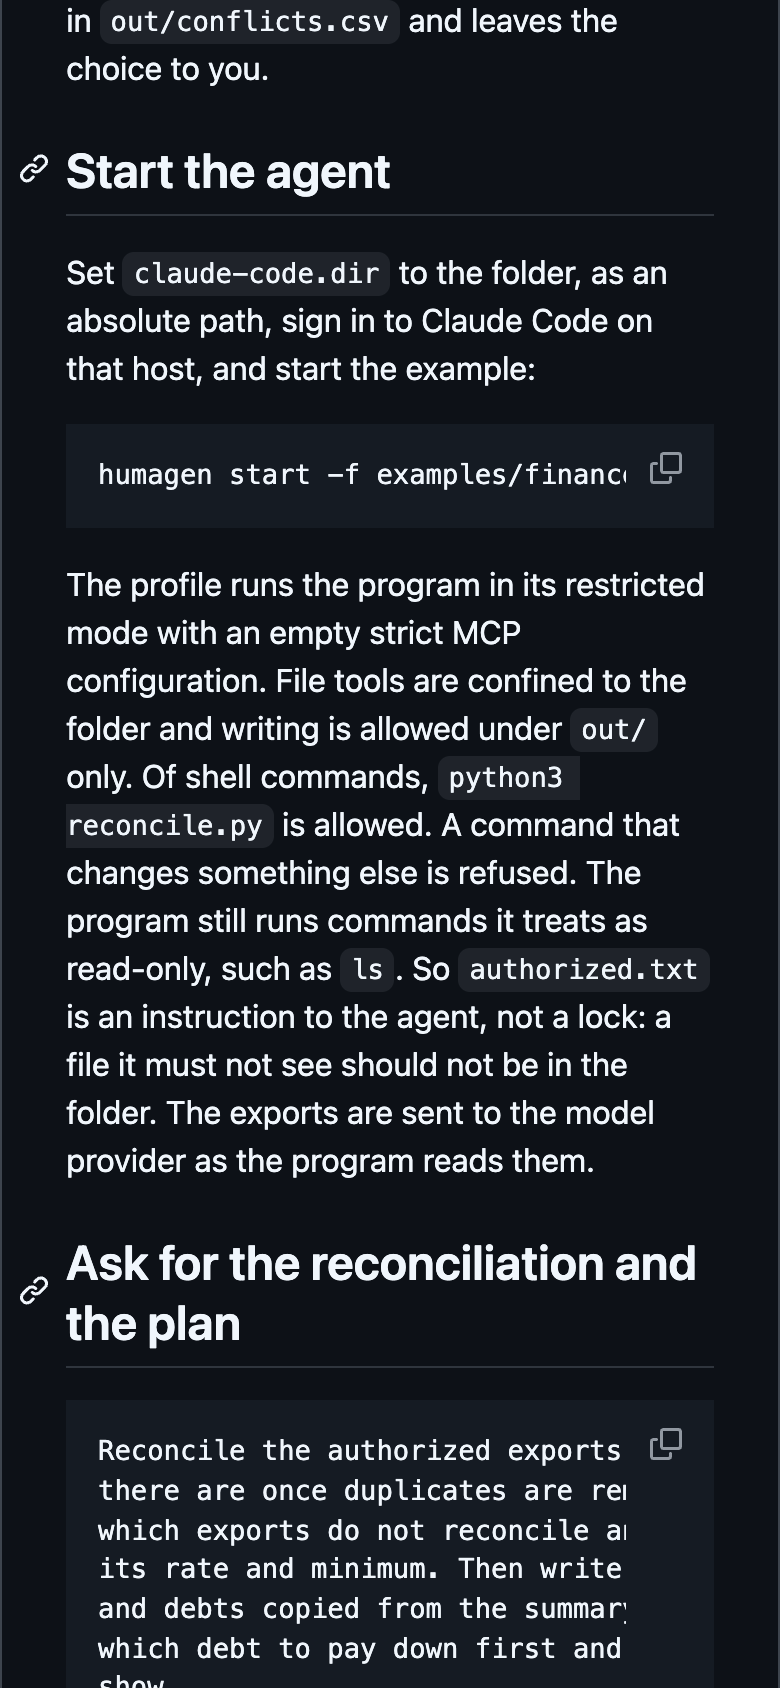 in out/conflicts.csv and leaves the
choice to you.
Start the agent
Set claude-code.dir to the folder, as an
absolute path, sign in to Claude Code on
that host, and start the example:
humagen start -f examples/financ
The profile runs the program in its restricted
mode with an empty strict MCP
configuration. File tools are confined to the
folder and writing is allowed under out/
only. Of shell commands, python3
reconcile.py is allowed. A command that
changes something else is refused. The
program still runs commands it treats as
read-only, such as ls. So authorized.txt
is an instruction to the agent, not a lock: a
file it must not see should not be in the
folder. The exports are sent to the model
provider as the program reads them.
Ask for the reconciliation and
the plan
Reconcile the authorized exports
there are once duplicates are
which exports do not reconcile
its rate and minimum. Then write
and debts copied from the
which debt to pay down first and
show